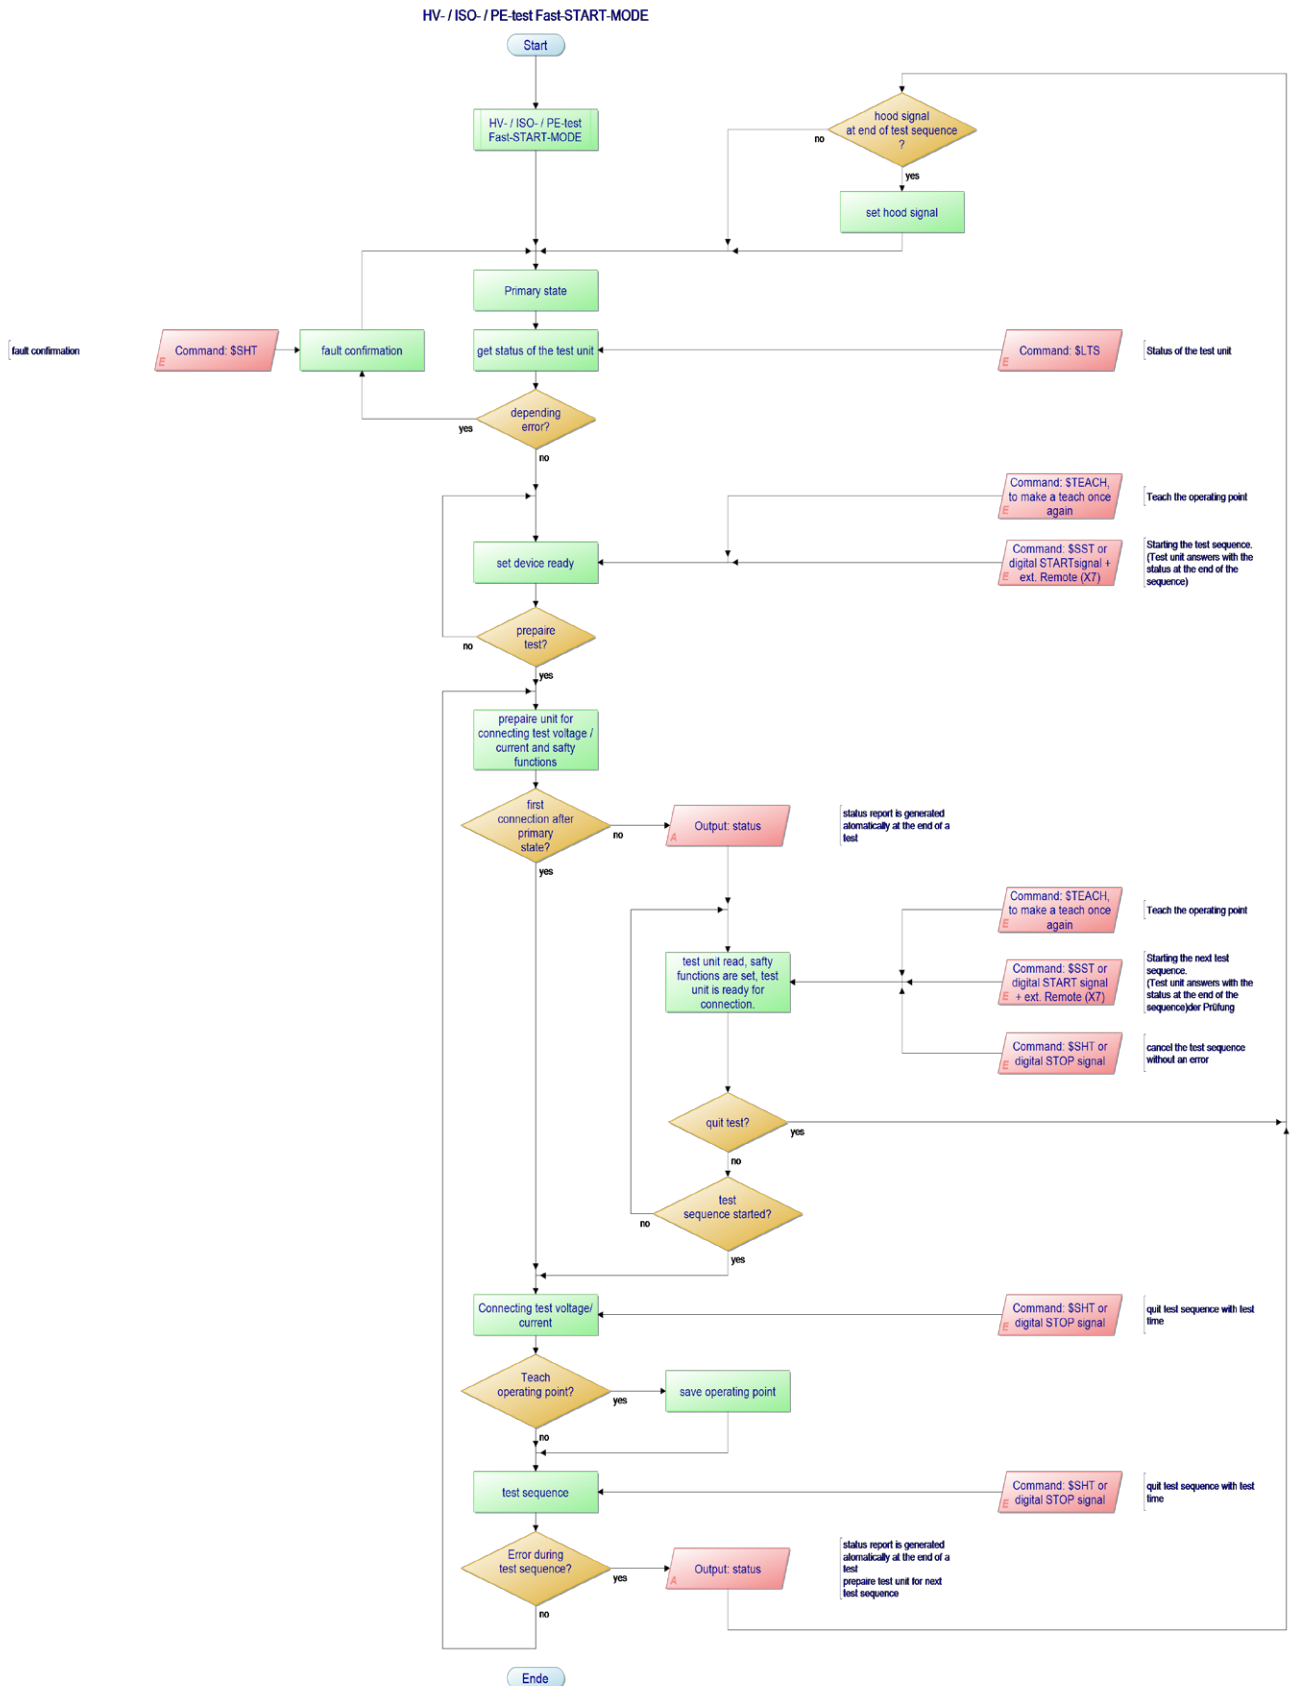 HV- / ISO- / PE-test Fast-START-MODE
Start
HV- / ISO- / PE-test
Fast-START-MODE
hood signal
at end of test sequence
?
no
yes
set hood signal
Primary state
fault confirmation
Command: $SHT
E
fault confirmation
get status of the test unit
Command: $LTS
E
Status of the test unit
depending
error?
yes
no
Command: $TEACH,
to make a teach once
again
E
Teach the operating point
set device ready
Command: $SST or
digital STARTsignal +
ext. Remote (X7)
E
Starting the test sequence.
(Test unit answers with the
status at the end of the
sequence)
prepaire
test?
no
yes
prepaire unit for
connecting test voltage /
current and safty
functions
first
connection after
primary
state?
no
yes
Output: status
A
status report is generated
alomatically at the end of a
test
Command: $TEACH,
to make a teach once
again
E
Teach the operating point
test unit read, safty
functions are set, test
unit is ready for
connection.
Command: $SST or
digital START signal
+ ext. Remote (X7)
E
Starting the next test
sequence.
(Test unit answers with the
status at the end of the
sequence)der Prüfung
Command: $SHT or
digital STOP signal
E
cancel the test sequence
without an error
quit test?
yes
no
test
sequence started?
no
yes
Connecting test voltage/
current
Command: $SHT or
digital STOP signal
E
quit test sequence with test
time
Teach
operating point?
yes
no
save operating point
test sequence
Command: $SHT or
digital STOP signal
E
quit test sequence with test
time
Error during
test sequence?
yes
no
Output: status
A
status report is generated
alomatically at the end of a
test
prepaire test unit for next
test sequence
Ende